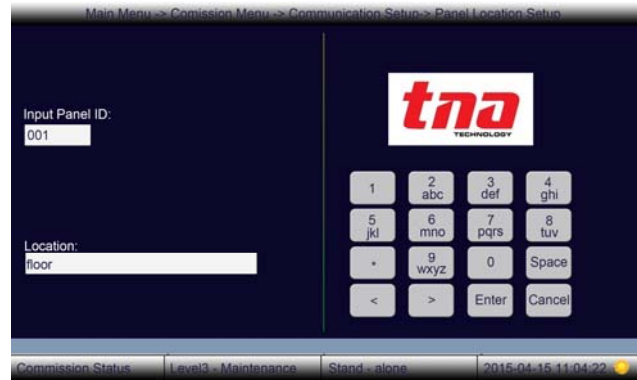 Main Menu -> Comission Menu -> Communication Setup-> Panel Location Setup
Input Panel ID:
001
Location:
floor
tna
TECHNOLOGY
1
2
abc
3
def
4
ghi
5
jkl
6
mno
7
pqrs
8
tuv
*
9
wxyz
0
Space
<
>
Enter
Cancel
Commission Status
Level3 - Maintenance
Stand - alone
2015-04-15 11:04:22